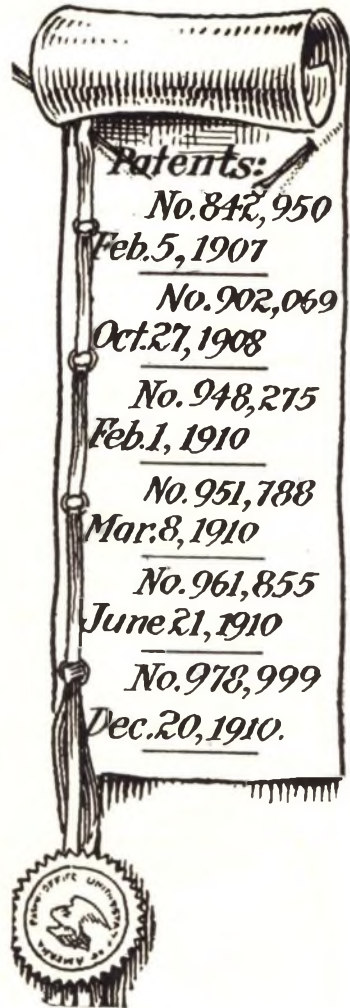 Patents:
No. 842,950
Feb. 5, 1907
No. 902,069
Oct. 27, 1908
No. 948,275
Feb. 1, 1910
No. 951,788
Mar. 8, 1910
No. 961,855
June 21, 1910
No. 978,999
Dec. 20, 1910.